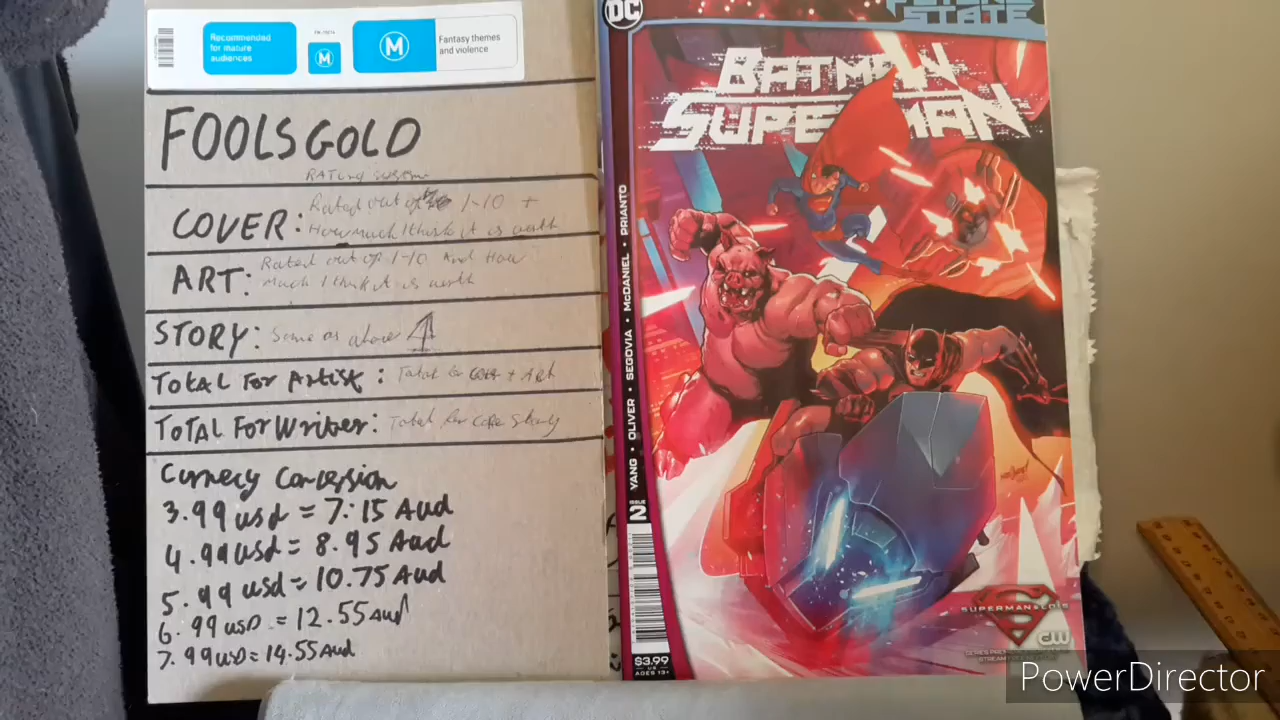 Recommended
for mature
audiences
M
M
Fantasy themes
and violence
FOOLSGOLD
RATING SYSTEM
COVER: Rated out of 1-10 +
How much I think it is worth
ART: Rated out of 1-10 And How
much I think it is worth
STORY: Same as above
TOTAL FOR Artist: Total for + Art
TOTAL FOR Writer: Total for Story
3.99 usd = 7:15 Aud
4.99 usd = 8.95 Aud
5.99 usd = 10.75 Aud
6.99 USD = 12.55 Aud
7.99 USD = 14.55 Aud
DC
FUTURE
STATE
BATMAN
SUPERMAN
YANG • OLIVER • SEGOVIA • McDANIEL • PRIANTO
ISSUE
2
$3.99
US
AGES 13+
SUPERMAN & LOIS
CW
PowerDirector